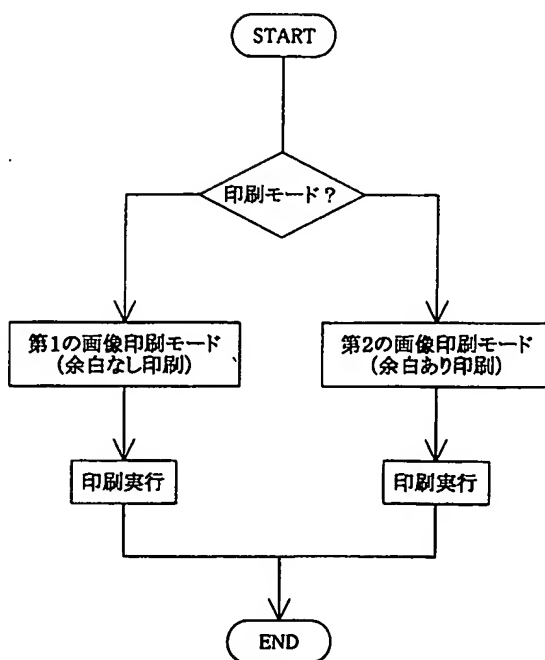 START
印刷モード?
第1の画像印刷モード
(余白なし印刷)
第2の画像印刷モード
(余白あり印刷)
印刷実行
印刷実行
END